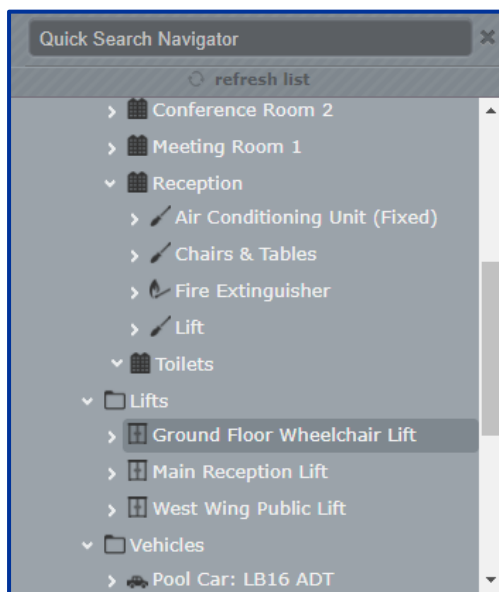 Quick Search Navigator
refresh list
Conference Room 2
Meeting Room 1
Reception
Air Conditioning Unit (Fixed)
Chairs & Tables
Fire Extinguisher
Lift
Toilets
Lifts
Ground Floor Wheelchair Lift
Main Reception Lift
West Wing Public Lift
Vehicles
Pool Car: LB16 ADT